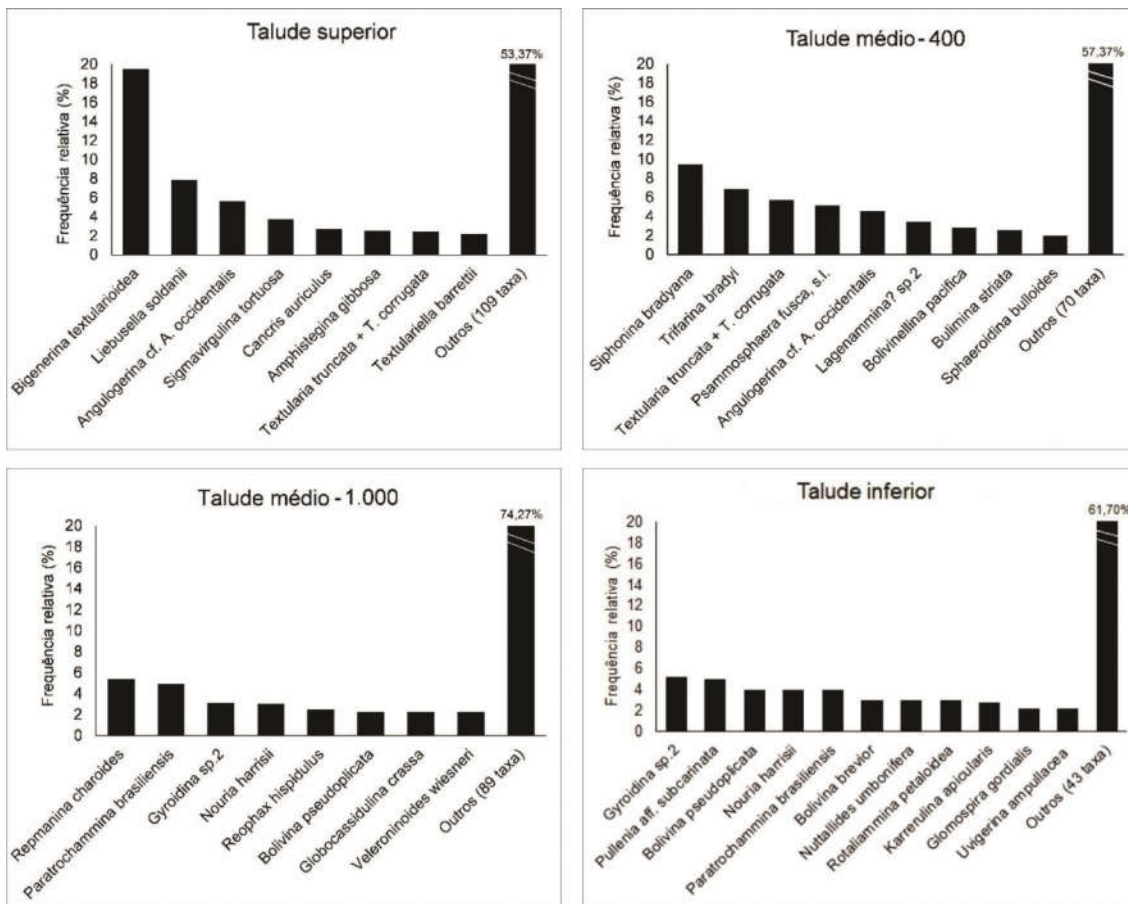 Talude superior
53,37%
Frequência relativa (%)
20
18
16
14
12
10
8
6
4
2
0
Bigenerina textularioidea
Liebusella soldanii
Angulogerina cf. A. occidentalis
Sigmavirgulina tortuosa
Cancris auriculus
Amphistegina gibbosa
Textularia truncata + T. corrugata
Textulariella barrettii
Outros (109 taxa)
Talude médio - 400
57,37%
Frequência relativa (%)
20
18
16
14
12
10
8
6
4
2
0
Siphonina bradyana
Trifarina bradyi
Textularia truncata + T. corrugata
Psammosphaera fusca, s.l.
Angulogerina cf. A. occidentalis
Lagenammina? sp.2
Bolivinellina pacifica
Bulimina striata
Sphaeroidina bulloides
Outros (70 taxa)
Talude médio - 1.000
74,27%
Frequência relativa (%)
20
18
16
14
12
10
8
6
4
2
0
Repmanina charoides
Paratrochammina brasiliensis
Gyroidina sp.2
Nouria harrisii
Reophax hispidulus
Bolivina pseudoplicata
Globocassidulina crassa
Veleroninoides wiesneri
Outros (89 taxa)
Talude inferior
61,70%
Frequência relativa (%)
20
18
16
14
12
10
8
6
4
2
0
Gyroidina sp.2
Pullenia aff. subcarinata
Bolivina pseudoplicata
Nouria harrisii
Paratrochammina brasiliensis
Bolivina brevior
Nuttallides umbonifera
Rotaliammina petaloidea
Karrerulina apicularis
Glomospira gordialis
Uvigerina ampullacea
Outros (43 taxa)